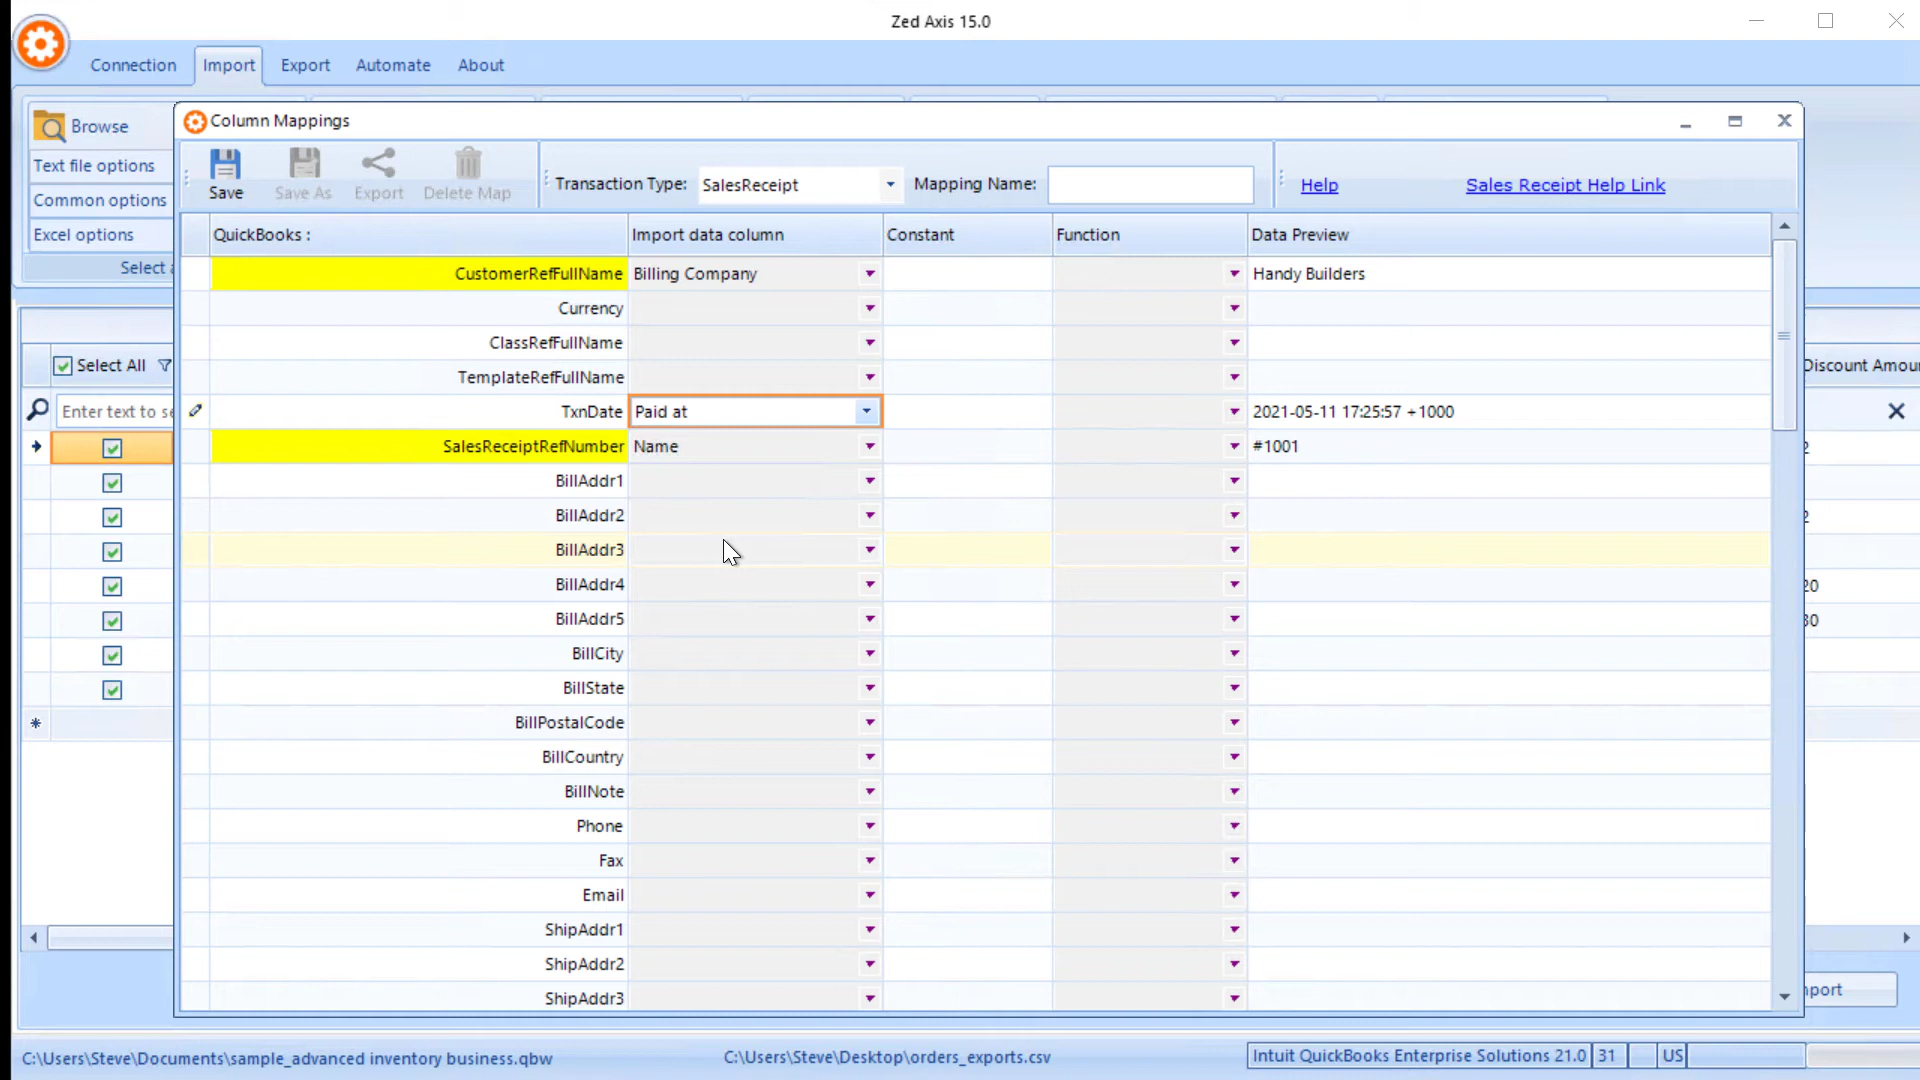 Zed Axis 15.0
Connection Import Export Automate About
Browse
Text file options
Common options
Excel options
Select a
Column Mappings
Save Save As Export Delete Map
Transaction Type: SalesReceipt Mapping Name:
Help Sales Receipt Help Link
QuickBooks : Import data column Constant Function Data Preview
CustomerRefFullName Billing Company Handy Builders
Currency
ClassRefFullName
Select All Discount Amou
TemplateRefFullName
Enter text to se TxnDate Paid at 2021-05-11 17:25:57 +1000
SalesReceiptRefNumber Name #1001
BillAddr1
BillAddr2
BillAddr3
BillAddr4
BillAddr5
BillCity
BillState
BillPostalCode
BillCountry
BillNote
Phone
Fax
Email
ShipAddr1
ShipAddr2
ShipAddr3
C:\Users\Steve\Documents\sample_advanced inventory business.qbw C:\Users\Steve\Desktop\orders_exports.csv Intuit QuickBooks Enterprise Solutions 21.0 31 US